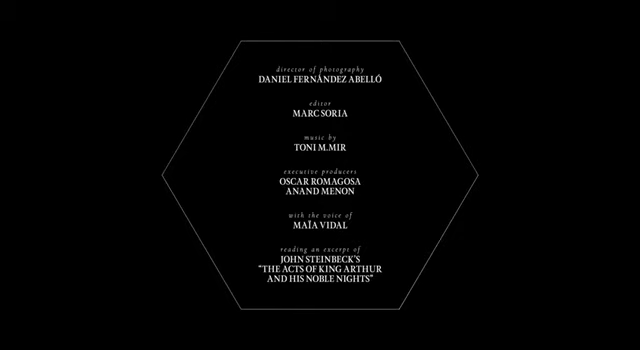 director of photography
DANIEL FERNÀNDEZ ABELLÓ
editor
MARC SORIA
music by
TONI M.MIR
executive producers
OSCAR ROMAGOSA
ANAND MENON
with the voice of
MAÏA VIDAL
reading an excerpt of
JOHN STEINBECK'S
"THE ACTS OF KING ARTHUR
AND HIS NOBLE NIGHTS"